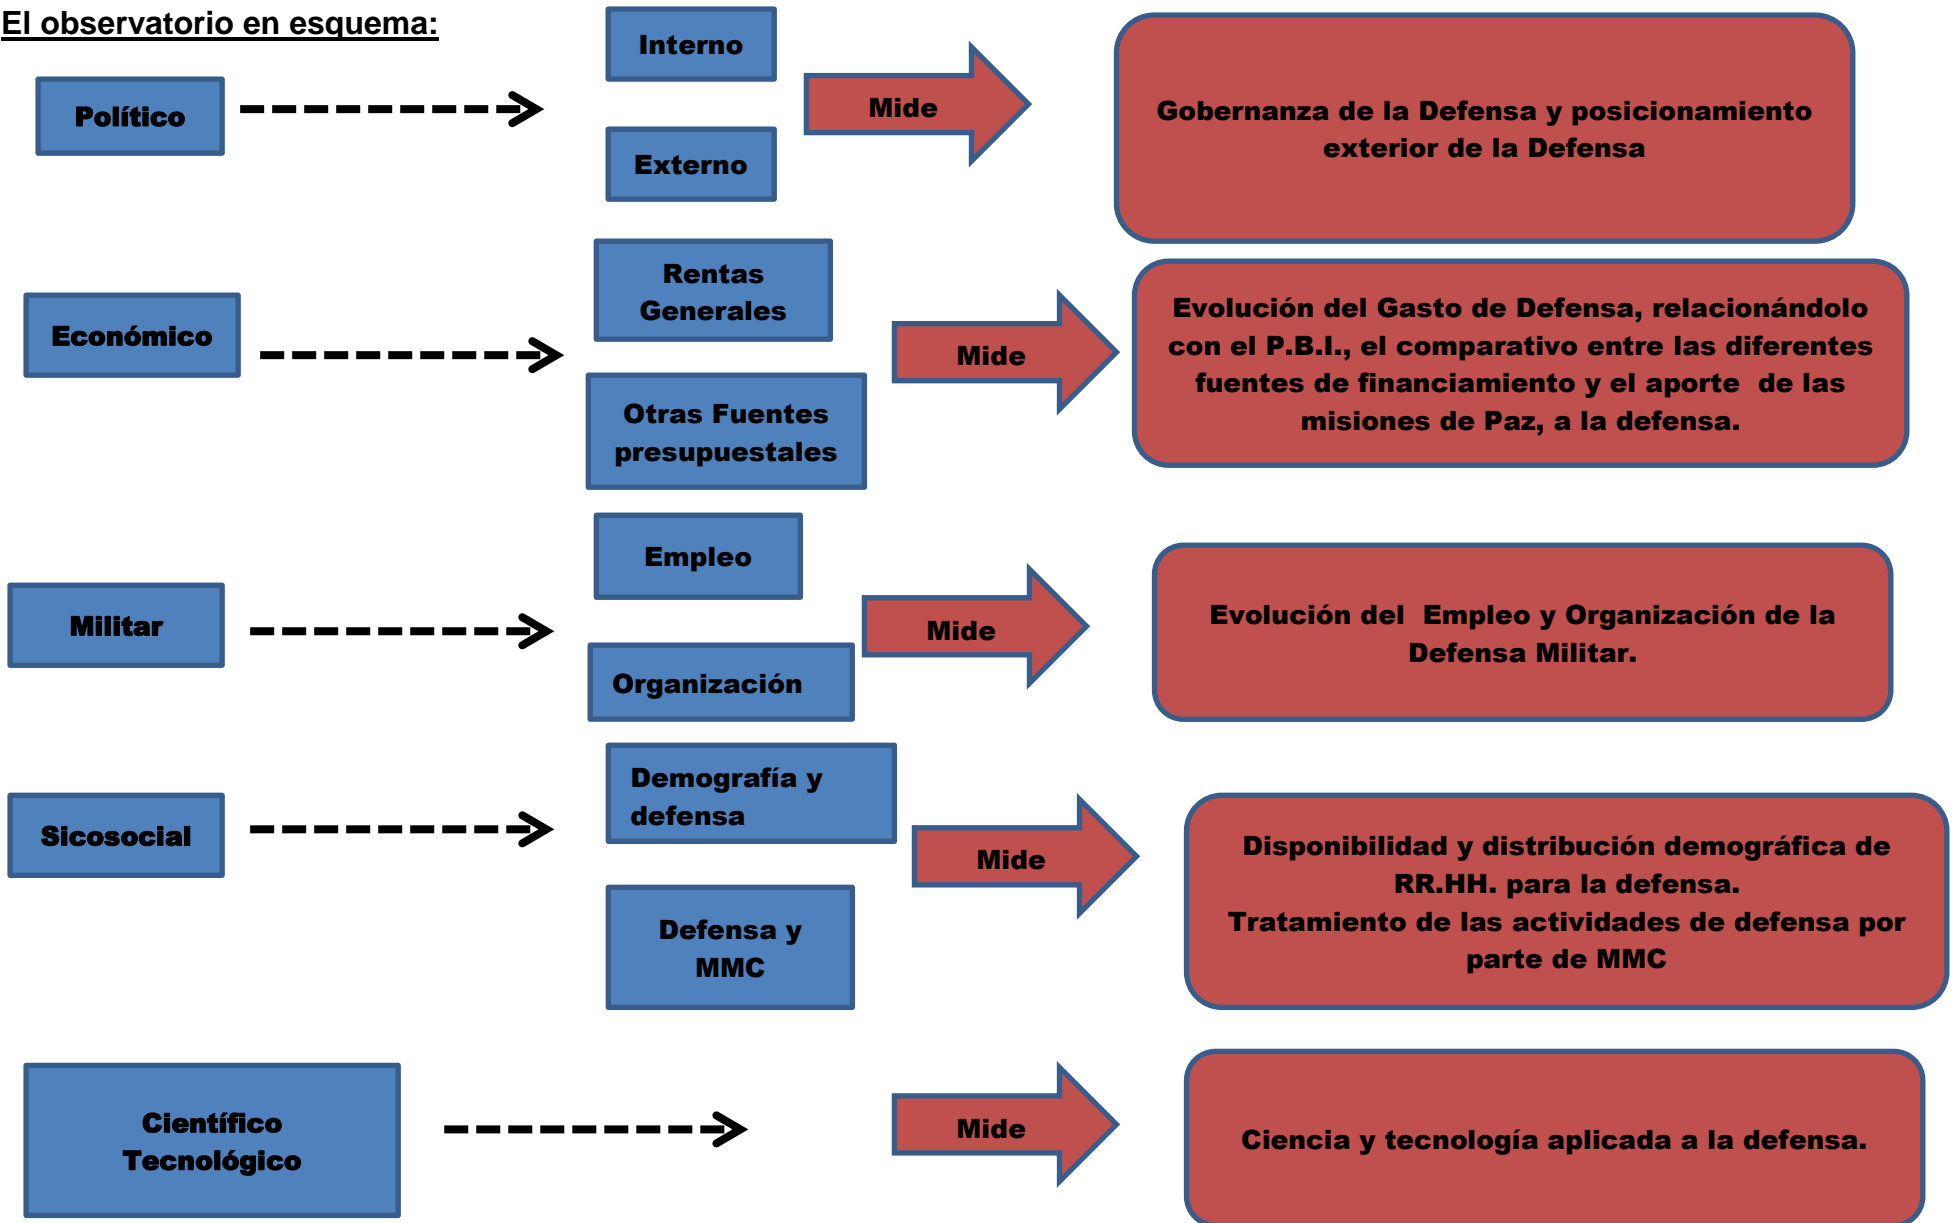 El observatorio en esquema:
Político
Interno
Externo
Mide
Gobernanza de la Defensa y posicionamiento
exterior de la Defensa
Económico
Rentas
Generales
Otras Fuentes
presupuestales
Mide
Evolución del Gasto de Defensa, relacionándolo
con el P.B.I., el comparativo entre las diferentes
fuentes de financiamiento y el aporte  de las
misiones de Paz, a la defensa.
Militar
Empleo
Organización
Mide
Evolución del  Empleo y Organización de la
Defensa Militar.
Sicosocial
Demografía y
defensa
Defensa y
MMC
Mide
Disponibilidad y distribución demográfica de
RR.HH. para la defensa.
Tratamiento de las actividades de defensa por
parte de MMC
Científico
Tecnológico
Mide
Ciencia y tecnología aplicada a la defensa.